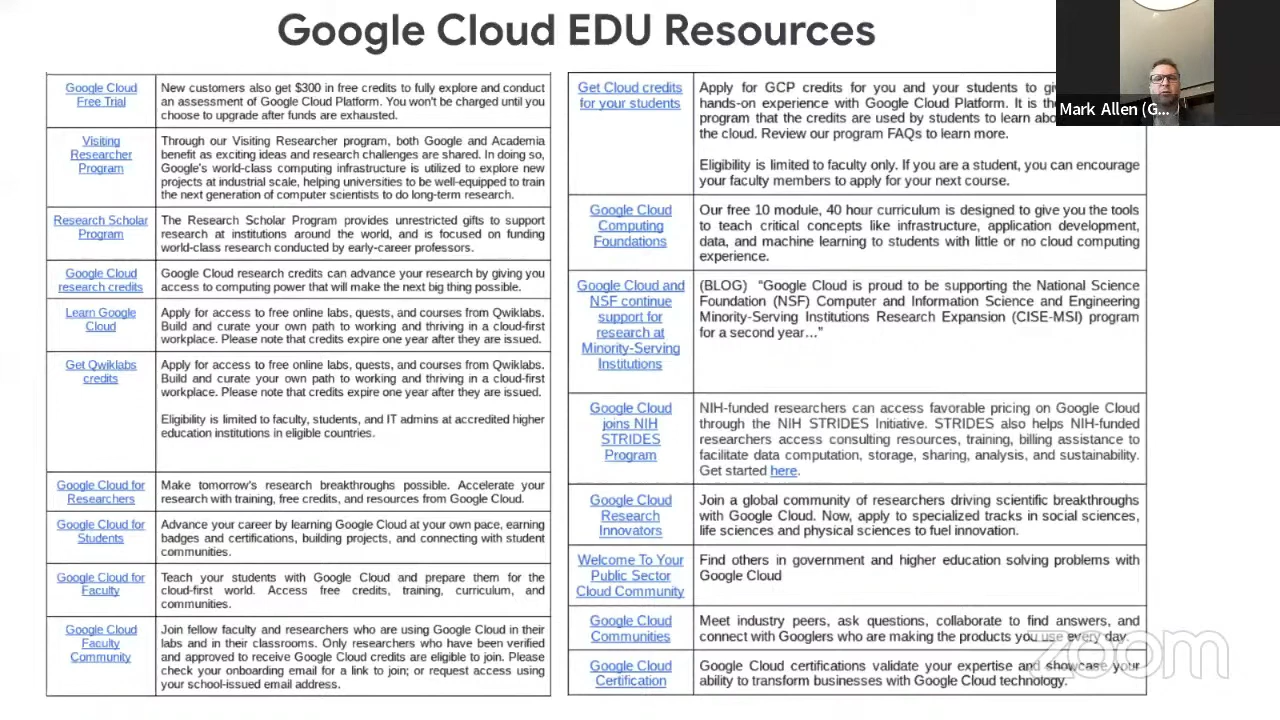 Google Cloud EDU Resources
Google Cloud
Free Trial
New customers also get $300 in free credits to fully explore and conduct
an assessment of Google Cloud Platform. You won't be charged until you
choose to upgrade after funds are exhausted.
Visiting
Researcher
Program
Through our Visiting Researcher program, both Google and Academia
benefit as exciting ideas and research challenges are shared. In doing so,
Google's world-class computing infrastructure is utilized to explore new
projects at industrial scale, helping universities to be well-equipped to train
the next generation of computer scientists to do long-term research.
Research Scholar
Program
The Research Scholar Program provides unrestricted gifts to support
research at institutions around the world, and is focused on funding
world-class research conducted by early-career professors.
Google Cloud
research credits
Google Cloud research credits can advance your research by giving you
access to computing power that will make the next big thing possible.
Learn Google
Cloud
Apply for access to free online labs, quests, and courses from Qwiklabs.
Build and curate your own path to working and thriving in a cloud-first
workplace. Please note that credits expire one year after they are issued.
Get Qwiklabs
credits
Apply for access to free online labs, quests, and courses from Qwiklabs.
Build and curate your own path to working and thriving in a cloud-first
workplace. Please note that credits expire one year after they are issued.
Eligibility is limited to faculty, students, and IT admins at accredited higher
education institutions in eligible countries.
Google Cloud for
Researchers
Make tomorrow's research breakthroughs possible. Accelerate your
research with training, free credits, and resources from Google Cloud.
Google Cloud for
Students
Advance your career by learning Google Cloud at your own pace, earning
badges and certifications, building projects, and connecting with student
communities.
Google Cloud for
Faculty
Teach your students with Google Cloud and prepare them for the
cloud-first world. Access free credits, training, curriculum, and
communities.
Google Cloud
Faculty
Community
Join fellow faculty and researchers who are using Google Cloud in their
labs and in their classrooms. Only researchers who have been verified
and approved to receive Google Cloud credits are eligible to join. Please
check your onboarding email for a link to join; or request access using
your school-issued email address.
Get Cloud credits
for your students
Apply for GCP credits for you and your students to gi
hands-on experience with Google Cloud Platform. It is the
program that the credits are used by students to learn abo
the cloud. Review our program FAQs to learn more.
Eligibility is limited to faculty only. If you are a student, you can encourage
your faculty members to apply for your next course.
Google Cloud
Computing
Foundations
Our free 10 module, 40 hour curriculum is designed to give you the tools
to teach critical concepts like infrastructure, application development,
data, and machine learning to students with little or no cloud computing
experience.
Google Cloud and
NSF continue
support for
research at
Minority-Serving
Institutions
(BLOG) "Google Cloud is proud to be supporting the National Science
Foundation (NSF) Computer and Information Science and Engineering
Minority-Serving Institutions Research Expansion (CISE-MSI) program
for a second year…"
Google Cloud
joins NIH
STRIDES
Program
NIH-funded researchers can access favorable pricing on Google Cloud
through the NIH STRIDES Initiative. STRIDES also helps NIH-funded
researchers access consulting resources, training, billing assistance to
facilitate data computation, storage, sharing, analysis, and sustainability.
Get started here.
Google Cloud
Research
Innovators
Join a global community of researchers driving scientific breakthroughs
with Google Cloud. Now, apply to specialized tracks in social sciences,
life sciences and physical sciences to fuel innovation.
Welcome To Your
Public Sector
Cloud Community
Find others in government and higher education solving problems with
Google Cloud
Google Cloud
Communities
Meet industry peers, ask questions, collaborate to find answers, and
connect with Googlers who are making the products you use every day.
Google Cloud
Certification
Google Cloud certifications validate your expertise and showcase your
ability to transform businesses with Google Cloud technology.
Mark Allen (G...
zoom